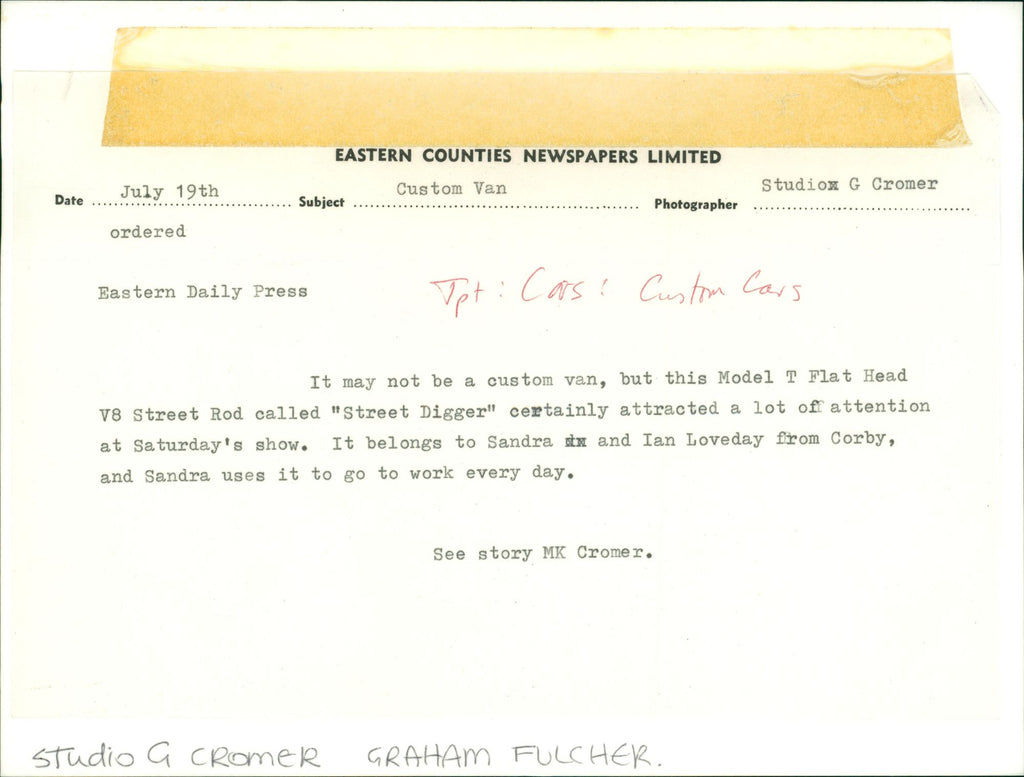 EASTERN COUNTIES NEWSPAPERS LIMITED
Date July 19th Subject Custom Van Photographer Studiox G Cromer
ordered
Eastern Daily Press Tpt: Cars: Custom Cars
It may not be a custom van, but this Model T Flat Head
V8 Street Rod called "Street Digger" certainly attracted a lot of attention
at Saturday's show. It belongs to Sandra and Ian Loveday from Corby,
and Sandra uses it to go to work every day.
See story MK Cromer.
STUDIO G CROMER GRAHAM FULCHER.